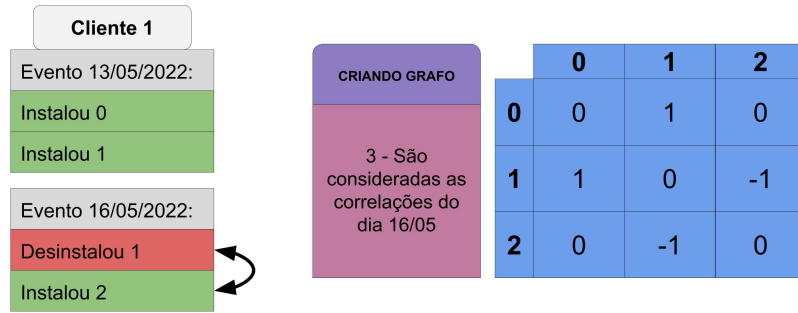 Cliente 1
Evento 13/05/2022:
Instalou 0
Instalou 1
Evento 16/05/2022:
Desinstalou 1
Instalou 2
CRIANDO GRAFO
3 - São
consideradas as
correlações do
dia 16/05
0 1 2
0 0 1 0
1 1 0 -1
2 0 -1 0